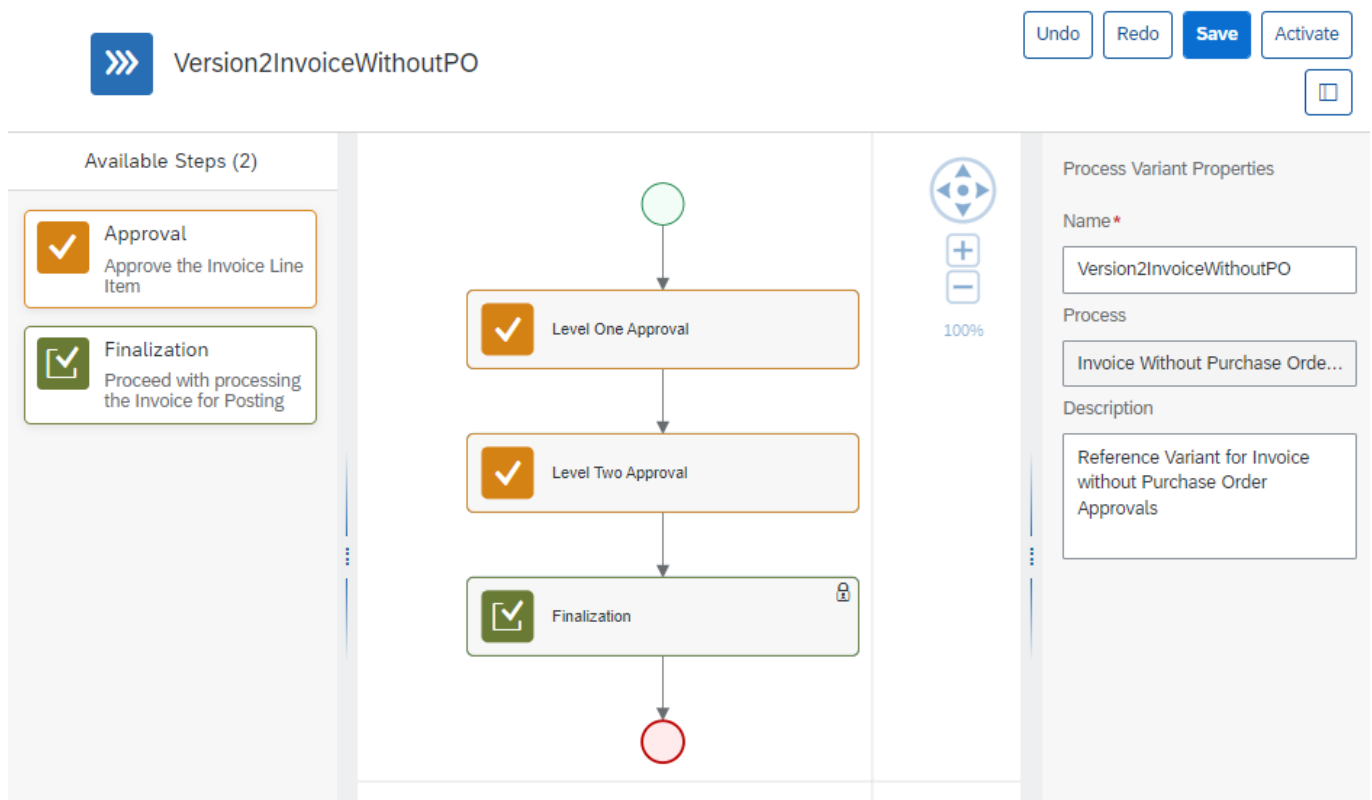 Version2InvoiceWithoutPO
Undo
Redo
Save
Activate
Available Steps (2)
Approval
Approve the Invoice Line
Item
Finalization
Proceed with processing
the Invoice for Posting
Level One Approval
Level Two Approval
Finalization
100%
Process Variant Properties
Name*
Version2InvoiceWithoutPO
Process
Invoice Without Purchase Orde...
Description
Reference Variant for Invoice
without Purchase Order
Approvals